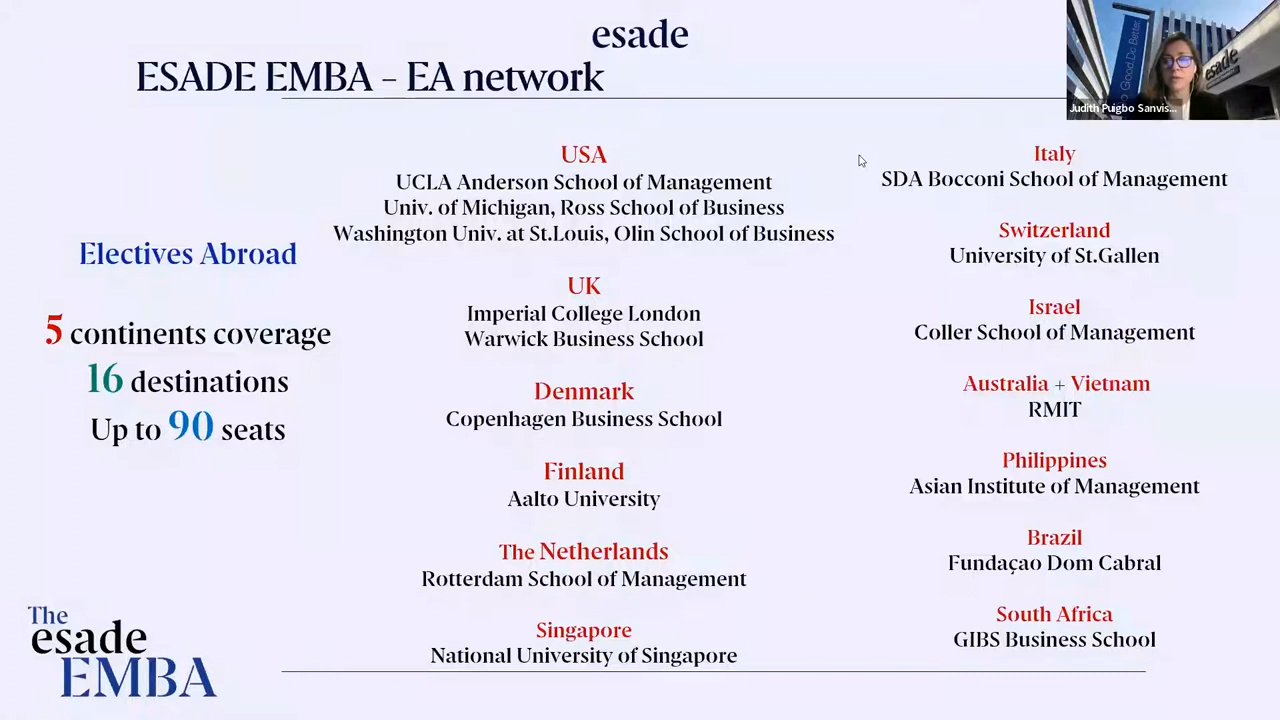 esade
ESADE EMBA – EA network
Do Good. Do Better.
esade
Judith Puigbo Sanvis...
Electives Abroad
5 continents coverage
16 destinations
Up to 90 seats
USA
UCLA Anderson School of Management
Univ. of Michigan, Ross School of Business
Washington Univ. at St.Louis, Olin School of Business
UK
Imperial College London
Warwick Business School
Denmark
Copenhagen Business School
Finland
Aalto University
The Netherlands
Rotterdam School of Management
Singapore
National University of Singapore
Italy
SDA Bocconi School of Management
Switzerland
University of St.Gallen
Israel
Coller School of Management
Australia + Vietnam
RMIT
Philippines
Asian Institute of Management
Brazil
Fundaçao Dom Cabral
South Africa
GIBS Business School
The
esade
EMBA